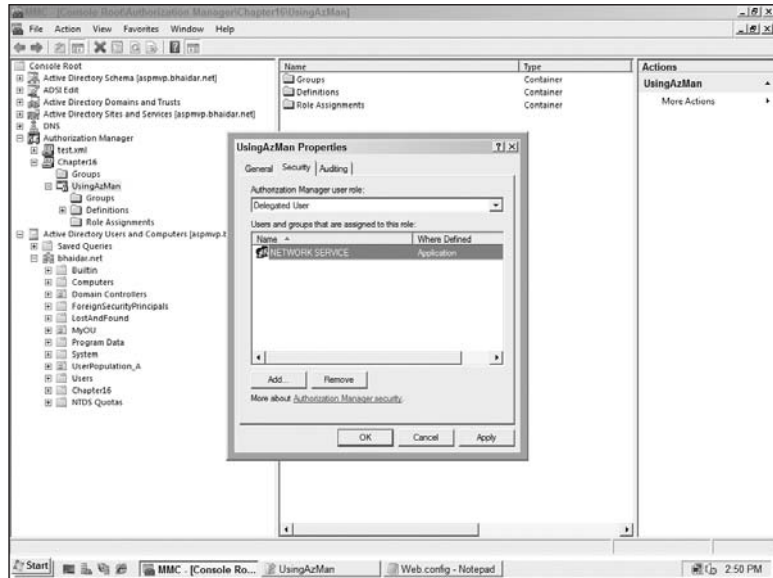 MMC - [Console Root\Authorization Manager\Chapter16\UsingAzMan]
File Action View Favorites Window Help
Console Root
Active Directory Schema [aspmvp.bhaidar.net]
ADSI Edit
Active Directory Domains and Trusts
Active Directory Sites and Services [aspmvp.bhaidar.net]
DNS
Authorization Manager
test.xml
Chapter16
Groups
UsingAzMan
Groups
Definitions
Role Assignments
Active Directory Users and Computers [aspmvp.b
Saved Queries
bhaidar.net
Builtin
Computers
Domain Controllers
ForeignSecurityPrincipals
LostAndFound
MyOU
Program Data
System
UserPopulation_A
Users
Chapter16
NTDS Quotas
Name Type
Groups Container
Definitions Container
Role Assignments Container
Actions
UsingAzMan
More Actions
UsingAzMan Properties
General Security Auditing
Authorization Manager user role:
Delegated User
Users and groups that are assigned to this role:
Name Where Defined
NETWORK SERVICE Application
Add... Remove
More about Authorization Manager security.
OK Cancel Apply
Start MMC - [Console Ro... UsingAzMan Web.config - Notepad 2:50 PM